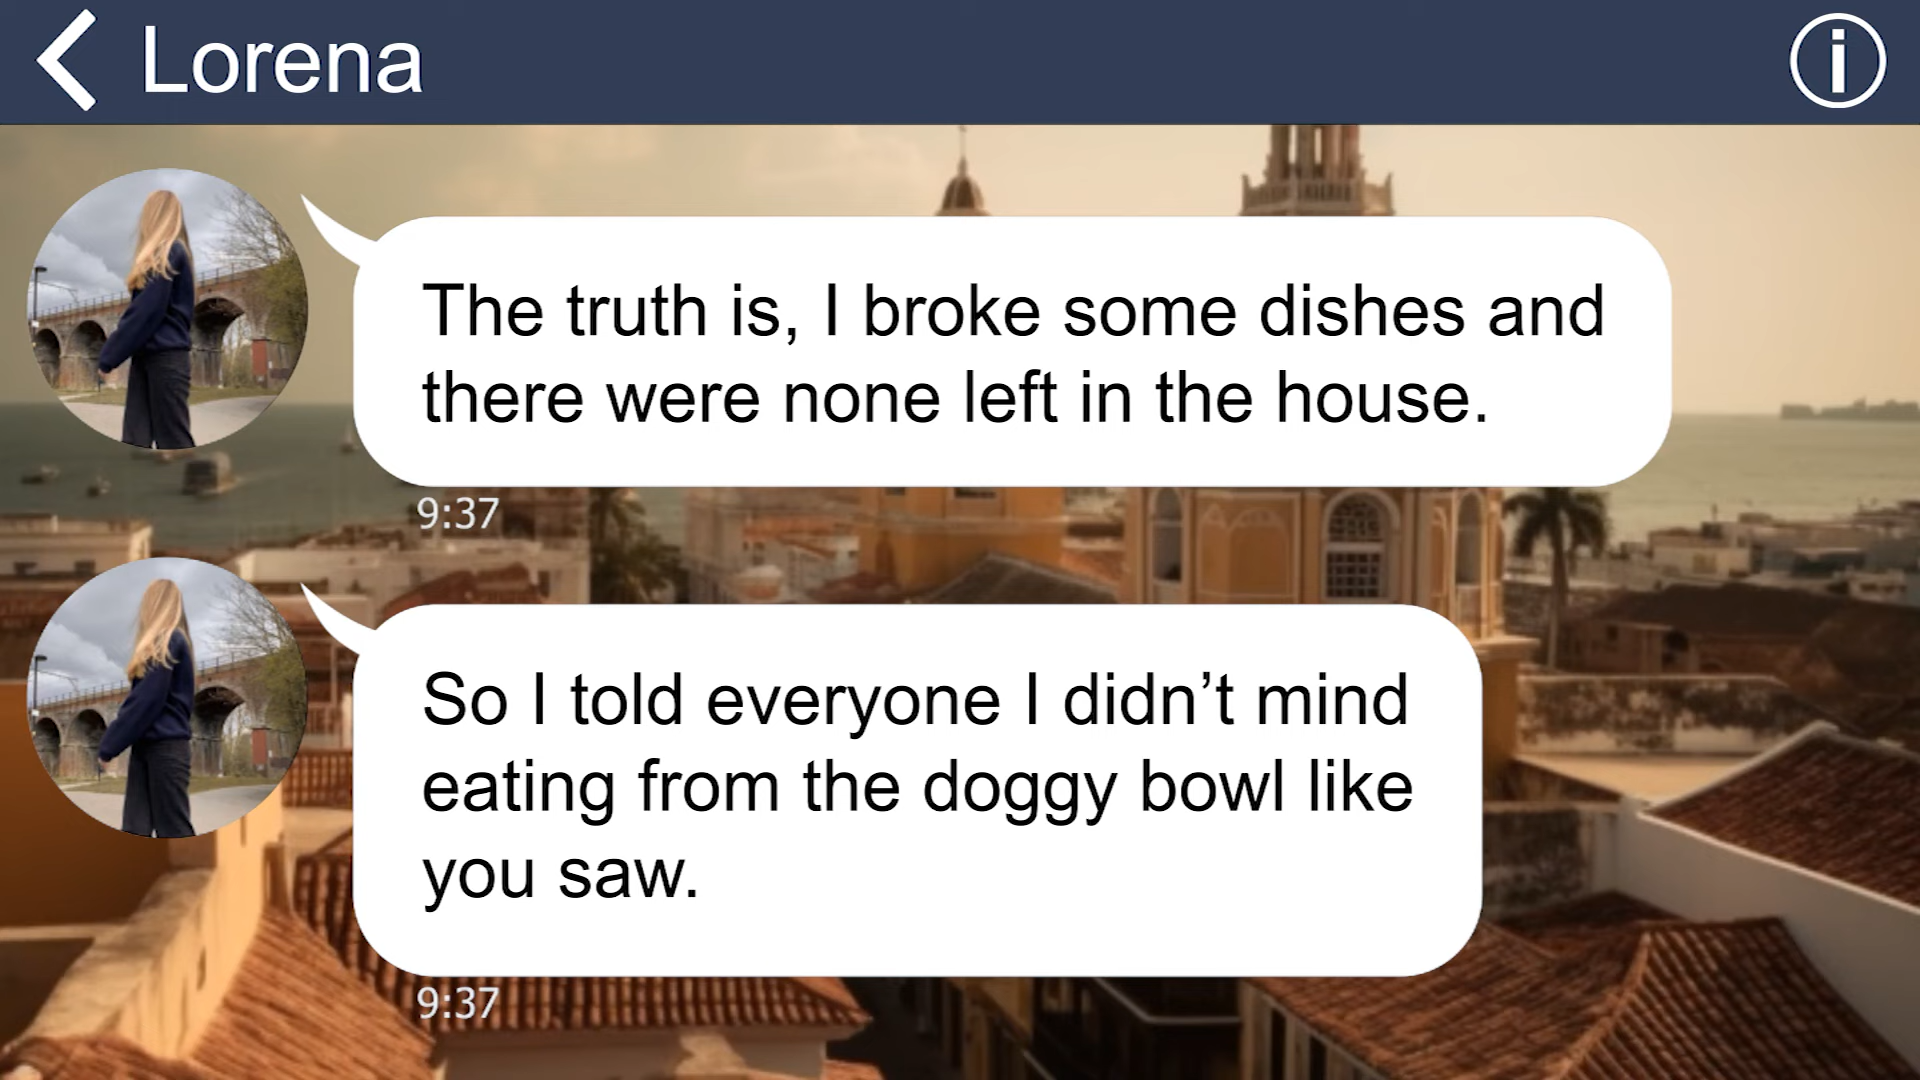 Lorena
The truth is, I broke some dishes and
there were none left in the house.
9:37
So I told everyone I didn’t mind
eating from the doggy bowl like
you saw.
9:37